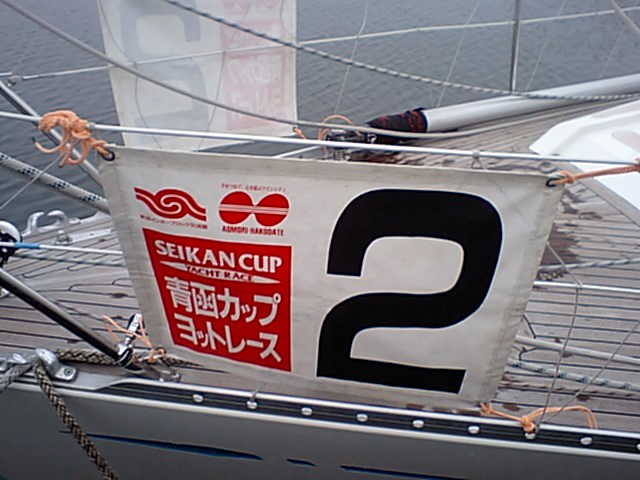 AOMORI-HAKODATE
SEIKAN CUP
YACHT RACE
青函カップ
ヨットレース
2